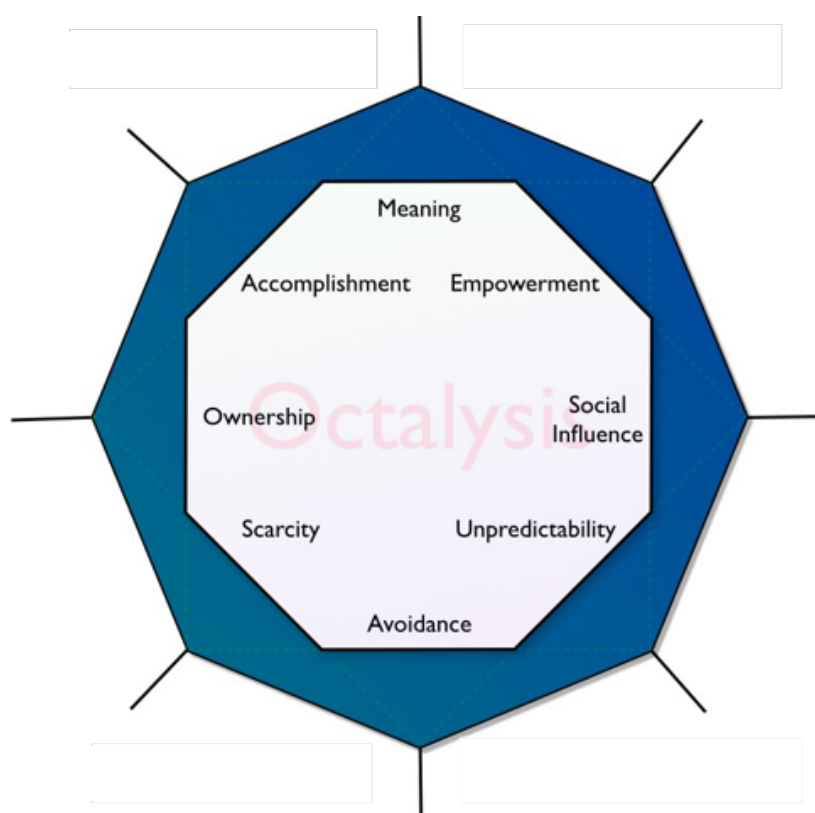 Meaning
Accomplishment
Empowerment
Octalysis
Ownership
Social
Influence
Scarcity
Unpredictability
Avoidance